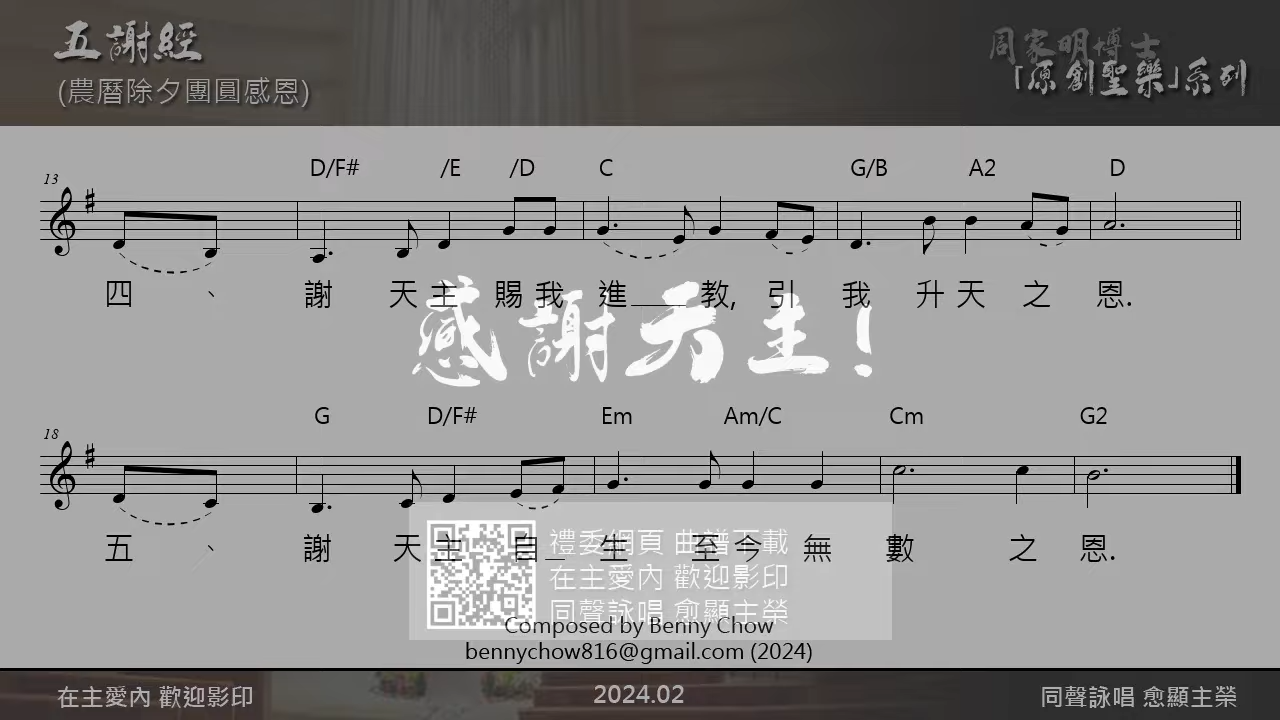 五謝經
(農曆除夕團圓感恩)
周家明博士
「原創聖樂」系列
D/F# /E /D C G/B A2 D
13
四、謝天主賜我進教, 引我升天之恩.
感謝天主!
G D/F# Em Am/C Cm G2
18
五、謝天主自生至今無數之恩.
禮委網頁 曲譜下載
在主愛內 歡迎影印
同聲詠唱 愈顯主榮
Composed by Benny Chow
bennychow816@gmail.com (2024)
在主愛內 歡迎影印
2024.02
同聲詠唱 愈顯主榮